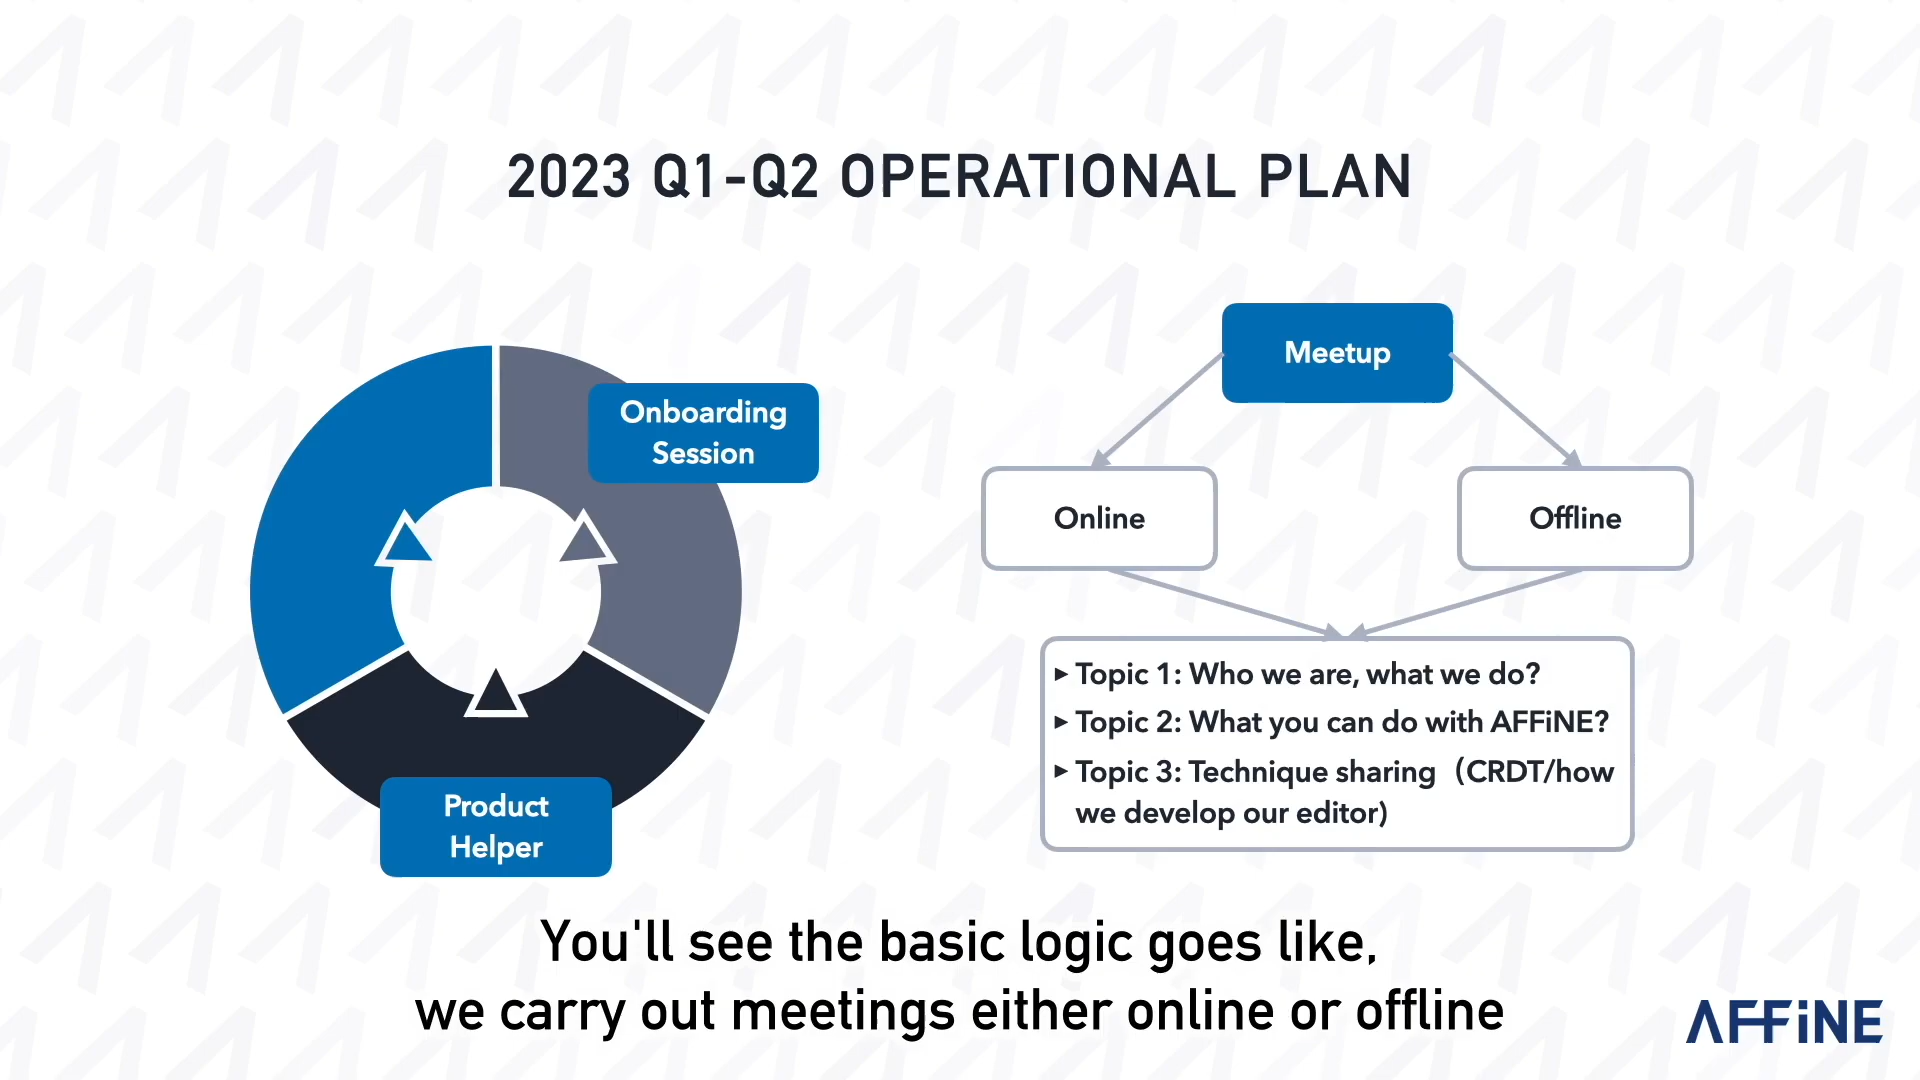 2023 Q1-Q2 OPERATIONAL PLAN
Onboarding
Session
Product
Helper
Meetup
Online
Offline
▸ Topic 1: Who we are, what we do?
▸ Topic 2: What you can do with AFFiNE?
▸ Topic 3: Technique sharing（CRDT/how
we develop our editor)
You'll see the basic logic goes like,
we carry out meetings either online or offline
AFFiNE